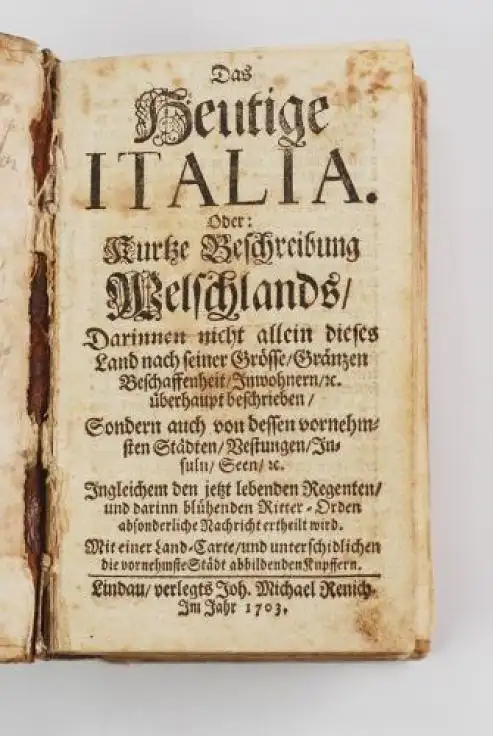 Das
Heutige
ITALIA.
Oder:
Kurtze Beschreibung
Welschlands/
Darinnen nicht allein dieses
Land nach seiner Grösse/Gränzen
Beschaffenheit/Inwohnern/ꝛc.
überhaupt beschrieben/
Sondern auch von dessen vornehm⸗
sten Städten/Vestungen/In⸗
suln/Seen/ꝛc.
Ingleichem den jetzt lebenden Regenten/
und darinn blühenden Ritter⸗Orden
absonderliche Nachricht ertheilt wird.
Mit einer Land⸗Carte/und unterschidlichen
die vornehmste Städt abbildenden Kupffern.
Lindau/verlegts Joh. Michael Renich.
Im Jahr 1703.